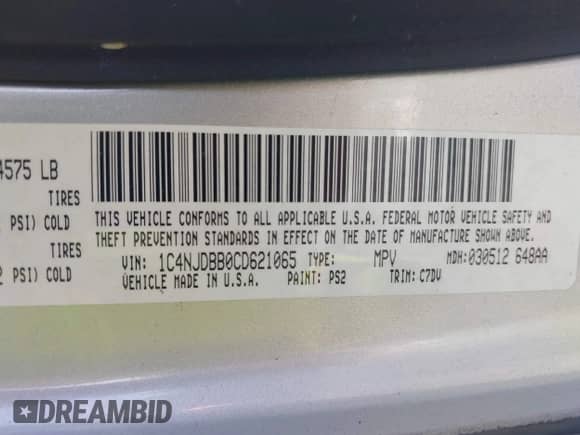 4575 LB
TIRES
PSI) COLD
TIRES
PSI) COLD
THIS VEHICLE CONFORMS TO ALL APPLICABLE U.S.A. FEDERAL MOTOR VEHICLE SAFETY AND
THEFT PREVENTION STANDARDS IN EFFECT ON THE DATE OF MANUFACTURE SHOWN ABOVE.
VIN: 1C4NJDBB0CD621065 TYPE: MPV MDH: 030512 648AA
VEHICLE MADE IN U.S.A. PAINT: PS2 TRIM: C7DV
DREAMBID